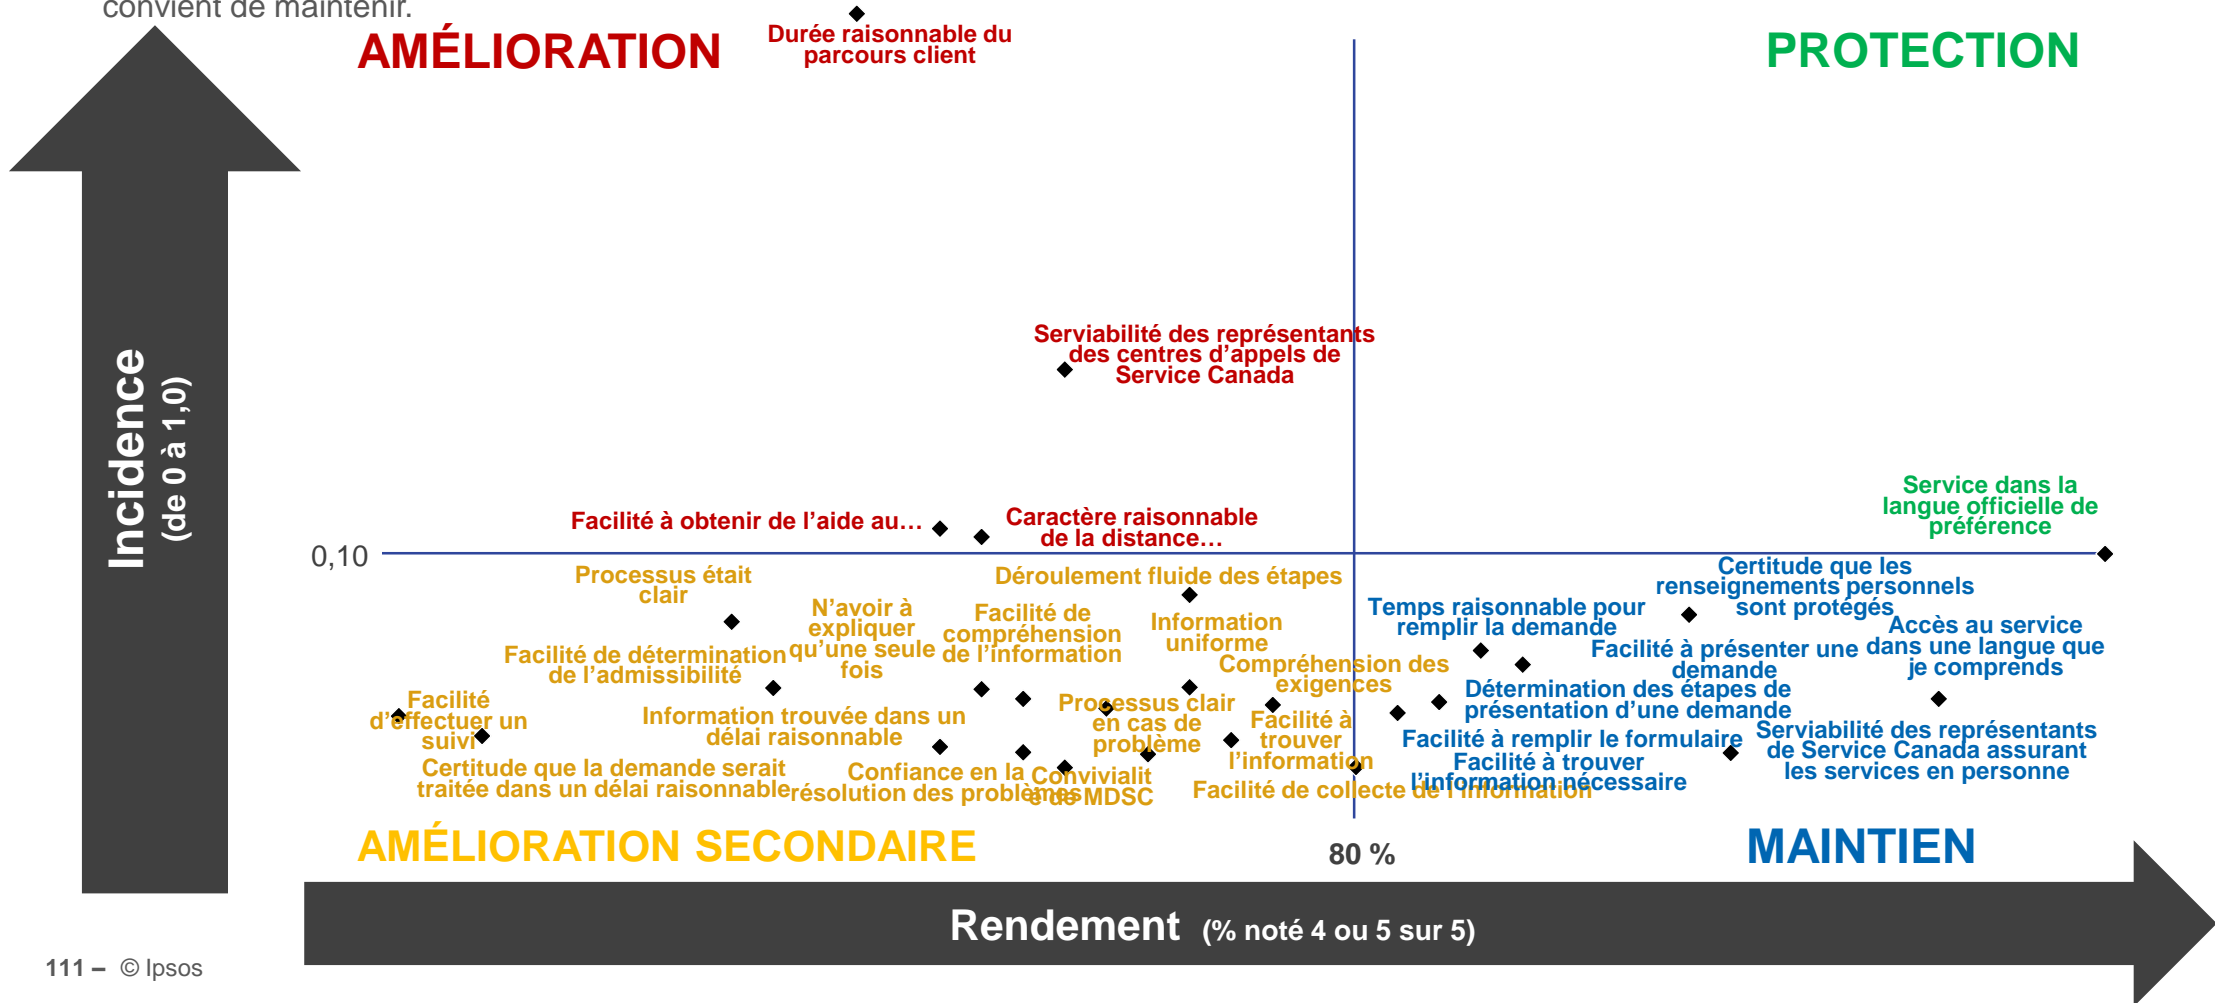 convient de maintenir.
AMÉLIORATION
Durée raisonnable du
parcours client
PROTECTION
Incidence
(de 0 à 1,0)
Serviabilité des représentants
des centres d’appels de
Service Canada
Service dans la
langue officielle de
préférence
Facilité à obtenir de l’aide au…
Caractère raisonnable
de la distance…
0,10
Processus était
clair
Déroulement fluide des étapes
Certitude que les
renseignements personnels
sont protégés
N’avoir à
expliquer
qu’une seule
fois
Facilité de
compréhension
de l’information
Information
uniforme
Temps raisonnable pour
remplir la demande
Accès au service
dans une langue que
je comprends
Facilité de détermination
de l’admissibilité
Compréhension des
exigences
Facilité à présenter une
demande
Facilité
d’effectuer un
suivi
Information trouvée dans un
délai raisonnable
Processus clair
en cas de
problème
Facilité à
trouver
l’information
Détermination des étapes de
présentation d’une demande
Facilité à remplir le formulaire
Serviabilité des représentants
de Service Canada assurant
les services en personne
Certitude que la demande serait
traitée dans un délai raisonnable
Confiance en la
résolution des problèmes
Convivialit
é de MDSC
Facilité de collecte de l’information
Facilité à trouver
l’information nécessaire
AMÉLIORATION SECONDAIRE
80 %
MAINTIEN
Rendement (% noté 4 ou 5 sur 5)
111 – © Ipsos